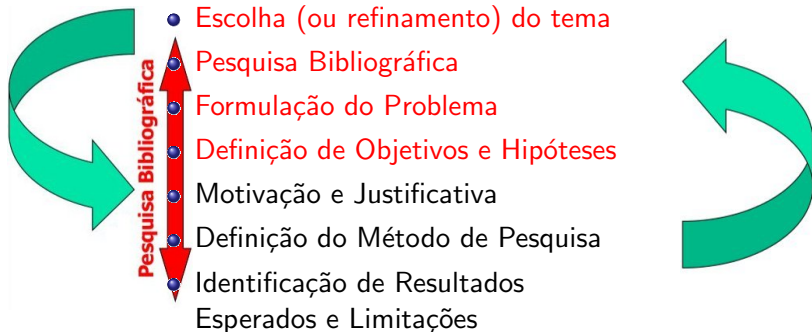 Escolha (ou refinamento) do tema
Pesquisa Bibliográfica
Formulação do Problema
Definição de Objetivos e Hipóteses
Motivação e Justificativa
Definição do Método de Pesquisa
Identificação de Resultados
Esperados e Limitações
Pesquisa Bibliográfica